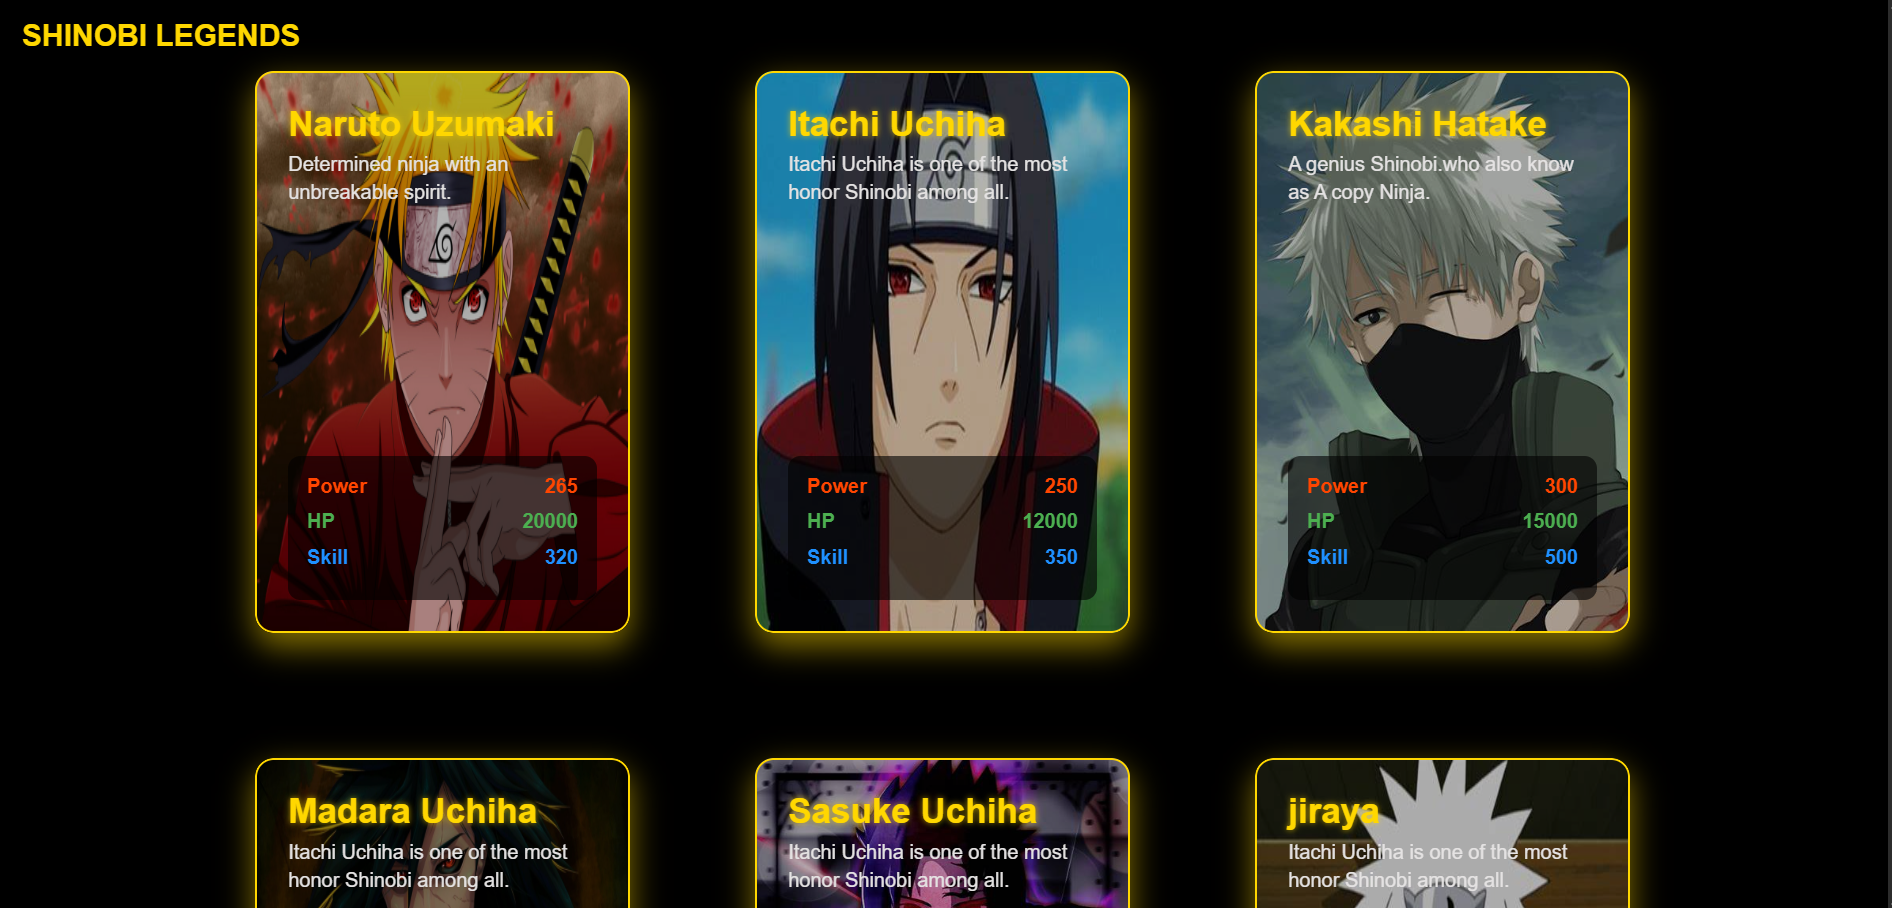 SHINOBI LEGENDS
Naruto Uzumaki
Determined ninja with an
unbreakable spirit.
Power 265
HP 20000
Skill 320
Itachi Uchiha
Itachi Uchiha is one of the most
honor Shinobi among all.
Power 250
HP 12000
Skill 350
Kakashi Hatake
A genius Shinobi.who also know
as A copy Ninja.
Power 300
HP 15000
Skill 500
Madara Uchiha
Itachi Uchiha is one of the most
honor Shinobi among all.
Sasuke Uchiha
Itachi Uchiha is one of the most
honor Shinobi among all.
jiraya
Itachi Uchiha is one of the most
honor Shinobi among all.